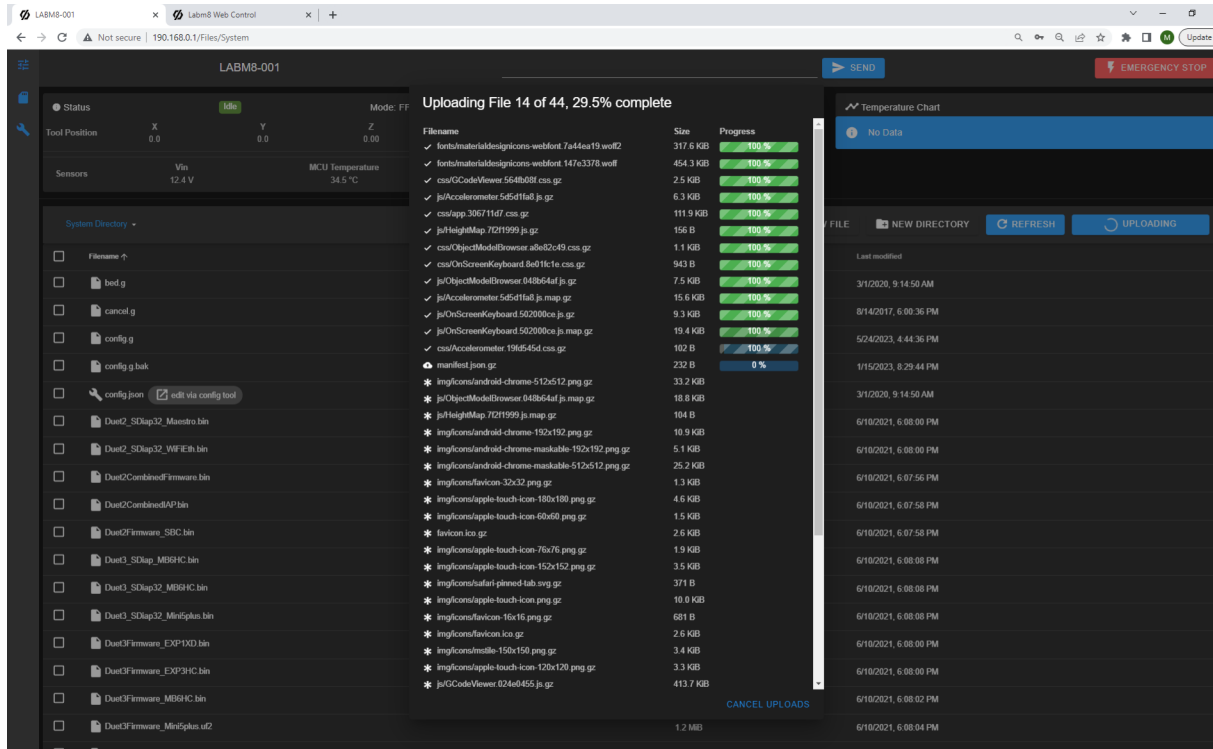 LABM8-001 Labm8 Web Control
Not secure 190.168.0.1/Files/System M Update
LABM8-001 SEND EMERGENCY STOP
Status Idle Mode: FF
Tool Position X Y Z
0.0 0.0 0.00
Sensors Vin MCU Temperature
12.4 V 34.5 °C
Temperature Chart
No Data
System Directory FILE NEW DIRECTORY REFRESH UPLOADING
Filename Last modified
bed.g 3/1/2020, 9:14:50 AM
cancel.g 8/14/2017, 6:00:36 PM
config.g 5/24/2023, 4:44:36 PM
config.g.bak 1/15/2023, 8:29:44 PM
config.json edit via config tool 3/1/2020, 9:14:50 AM
Duet2_SDiap32_Maestro.bin 6/10/2021, 6:08:00 PM
Duet2_SDiap32_WiFiEth.bin 6/10/2021, 6:08:00 PM
Duet2CombinedFirmware.bin 6/10/2021, 6:07:56 PM
Duet2CombinedIAP.bin 6/10/2021, 6:07:58 PM
Duet2Firmware_SBC.bin 6/10/2021, 6:07:58 PM
Duet3_SDiap_MB6HC.bin 6/10/2021, 6:08:08 PM
Duet3_SDiap32_MB6HC.bin 6/10/2021, 6:08:08 PM
Duet3_SDiap32_Mini5plus.bin 6/10/2021, 6:08:08 PM
Duet3Firmware_EXP1XD.bin 6/10/2021, 6:08:00 PM
Duet3Firmware_EXP3HC.bin 6/10/2021, 6:08:00 PM
Duet3Firmware_MB6HC.bin 6/10/2021, 6:08:02 PM
Duet3Firmware_Mini5plus.uf2 1.2 MiB 6/10/2021, 6:08:04 PM
Uploading File 14 of 44, 29.5% complete
Filename Size Progress
fonts/materialdesignicons-webfont.7a44ea19.woff2 317.6 KiB 100 %
fonts/materialdesignicons-webfont.147e3378.woff 454.3 KiB 100 %
css/GCodeViewer.564fb08f.css.gz 2.5 KiB 100 %
js/Accelerometer.5d5d1fa8.js.gz 6.3 KiB 100 %
css/app.306711d7.css.gz 111.9 KiB 100 %
js/HeightMap.7f2f1999.js.gz 156 B 100 %
css/ObjectModelBrowser.a8e82c49.css.gz 1.1 KiB 100 %
css/OnScreenKeyboard.8e01fc1e.css.gz 943 B 100 %
js/ObjectModelBrowser.048b64af.js.gz 7.5 KiB 100 %
js/Accelerometer.5d5d1fa8.js.map.gz 15.6 KiB 100 %
js/OnScreenKeyboard.502000ce.js.gz 9.3 KiB 100 %
js/OnScreenKeyboard.502000ce.js.map.gz 19.4 KiB 100 %
css/Accelerometer.19fd545d.css.gz 102 B 100 %
manifest.json.gz 232 B 0 %
img/icons/android-chrome-512x512.png.gz 33.2 KiB
js/ObjectModelBrowser.048b64af.js.map.gz 18.8 KiB
js/HeightMap.7f2f1999.js.map.gz 104 B
img/icons/android-chrome-192x192.png.gz 10.9 KiB
img/icons/android-chrome-maskable-192x192.png.gz 5.1 KiB
img/icons/android-chrome-maskable-512x512.png.gz 25.2 KiB
img/icons/favicon-32x32.png.gz 1.3 KiB
img/icons/apple-touch-icon-180x180.png.gz 4.6 KiB
img/icons/apple-touch-icon-60x60.png.gz 1.5 KiB
favicon.ico.gz 2.6 KiB
img/icons/apple-touch-icon-76x76.png.gz 1.9 KiB
img/icons/apple-touch-icon-152x152.png.gz 3.5 KiB
img/icons/safari-pinned-tab.svg.gz 371 B
img/icons/apple-touch-icon.png.gz 10.0 KiB
img/icons/favicon-16x16.png.gz 681 B
img/icons/favicon.ico.gz 2.6 KiB
img/icons/mstile-150x150.png.gz 3.4 KiB
img/icons/apple-touch-icon-120x120.png.gz 3.3 KiB
js/GCodeViewer.024e0455.js.gz 413.7 KiB
CANCEL UPLOADS